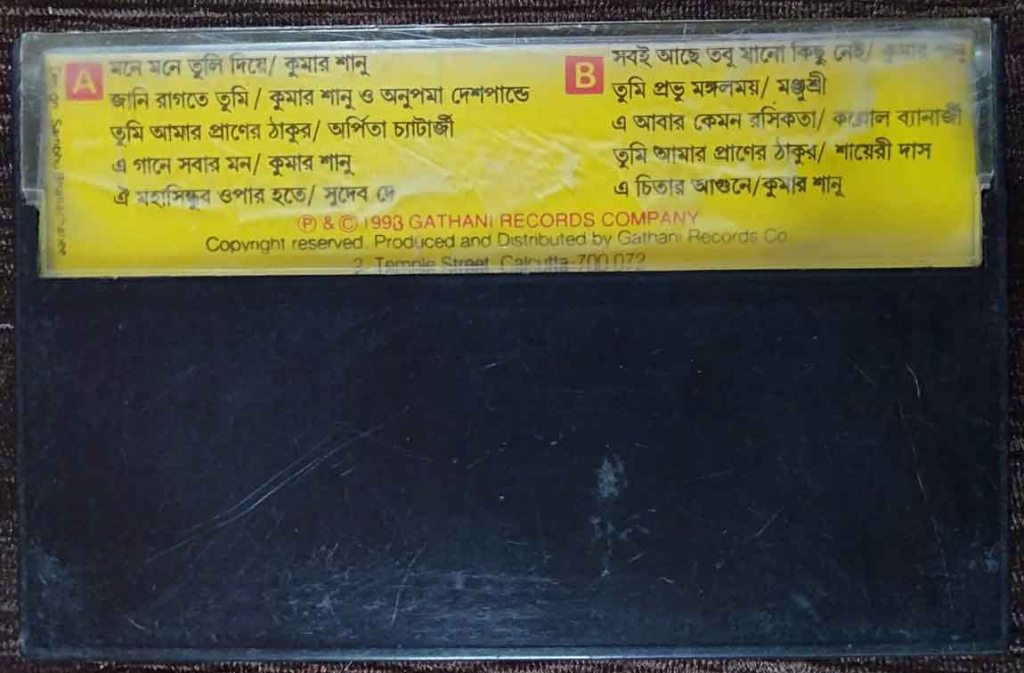 A
মনে মনে তুলি দিয়ে/ কুমার শানু
জানি রাগতে তুমি / কুমার শানু ও অনুপমা দেশপান্ডে
তুমি আমার প্রাণের ঠাকুর/ অর্পিতা চ্যাটার্জী
এ গানে সবার মন/ কুমার শানু
ঐ মহাসিন্ধুর ওপার হতে/ সুদেব দে
B
সবই আছে তবু যানো কিছু নেই/ কুমার শানু
তুমি প্রভু মঙ্গলময়/ মঞ্জুশ্রী
এ আবার কেমন রসিকতা/ কল্লোল ব্যানার্জী
তুমি আমার প্রাণের ঠাকুর/ শায়েরী দাস
এ চিতার আগুনে/কুমার শানু
Ⓟ & © 1993 GATHANI RECORDS COMPANY
Copyright reserved. Produced and Distributed by Gathani Records Co
2, Temple Street, Calcutta-700 072